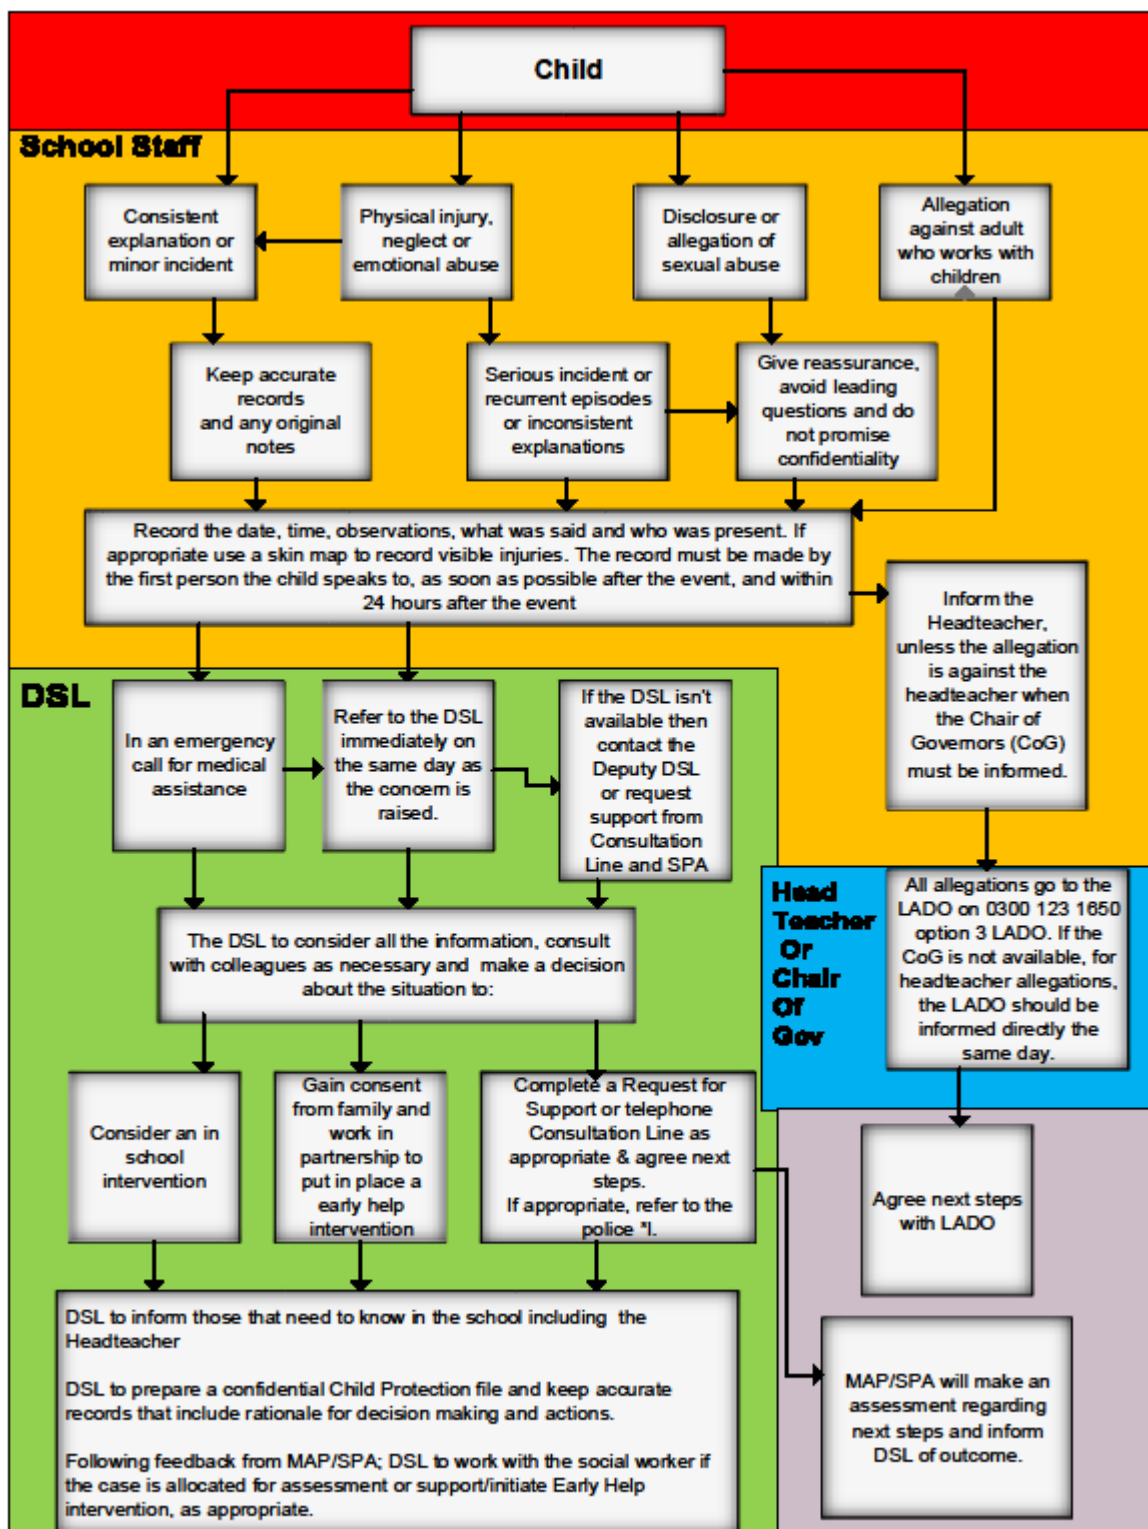 Child
School Staff
Consistent
explanation or
minor incident
Physical injury,
neglect or
emotional abuse
Disclosure or
allegation of
sexual abuse
Allegation
against adult
who works with
children
Keep accurate
records
and any original
notes
Serious incident or
recurrent episodes
or inconsistent
explanations
Give reassurance,
avoid leading
questions and do
not promise
confidentiality
Record the date, time, observations, what was said and who was present. If
appropriate use a skin map to record visible injuries. The record must be made by
the first person the child speaks to, as soon as possible after the event, and within
24 hours after the event
Inform the
Headteacher,
unless the allegation
is against the
headteacher when
the Chair of
Governors (CoG)
must be informed.
DSL
In an emergency
call for medical
assistance
Refer to the DSL
immediately on
the same day as
the concern is
raised.
If the DSL isn't
available then
contact the
Deputy DSL
or request
support from
Consultation
Line and SPA
Head
Teacher
Or
Chair
Of
Gov
All allegations go to the
LADO on 0300 123 1650
option 3 LADO. If the
CoG is not available, for
headteacher allegations,
the LADO should be
informed directly the
same day.
The DSL to consider all the information, consult
with colleagues as necessary and make a decision
about the situation to:
Consider an in
school
intervention
Gain consent
from family and
work in
partnership to
put in place a
early help
intervention
Complete a Request for
Support or telephone
Consultation Line as
appropriate & agree next
steps.
If appropriate, refer to the
police *I.
Agree next steps
with LADO
DSL to inform those that need to know in the school including the
Headteacher
DSL to prepare a confidential Child Protection file and keep accurate
records that include rationale for decision making and actions.
Following feedback from MAP/SPA; DSL to work with the social worker if
the case is allocated for assessment or support/initiate Early Help
intervention, as appropriate.
MAP/SPA will make an
assessment regarding
next steps and inform
DSL of outcome.